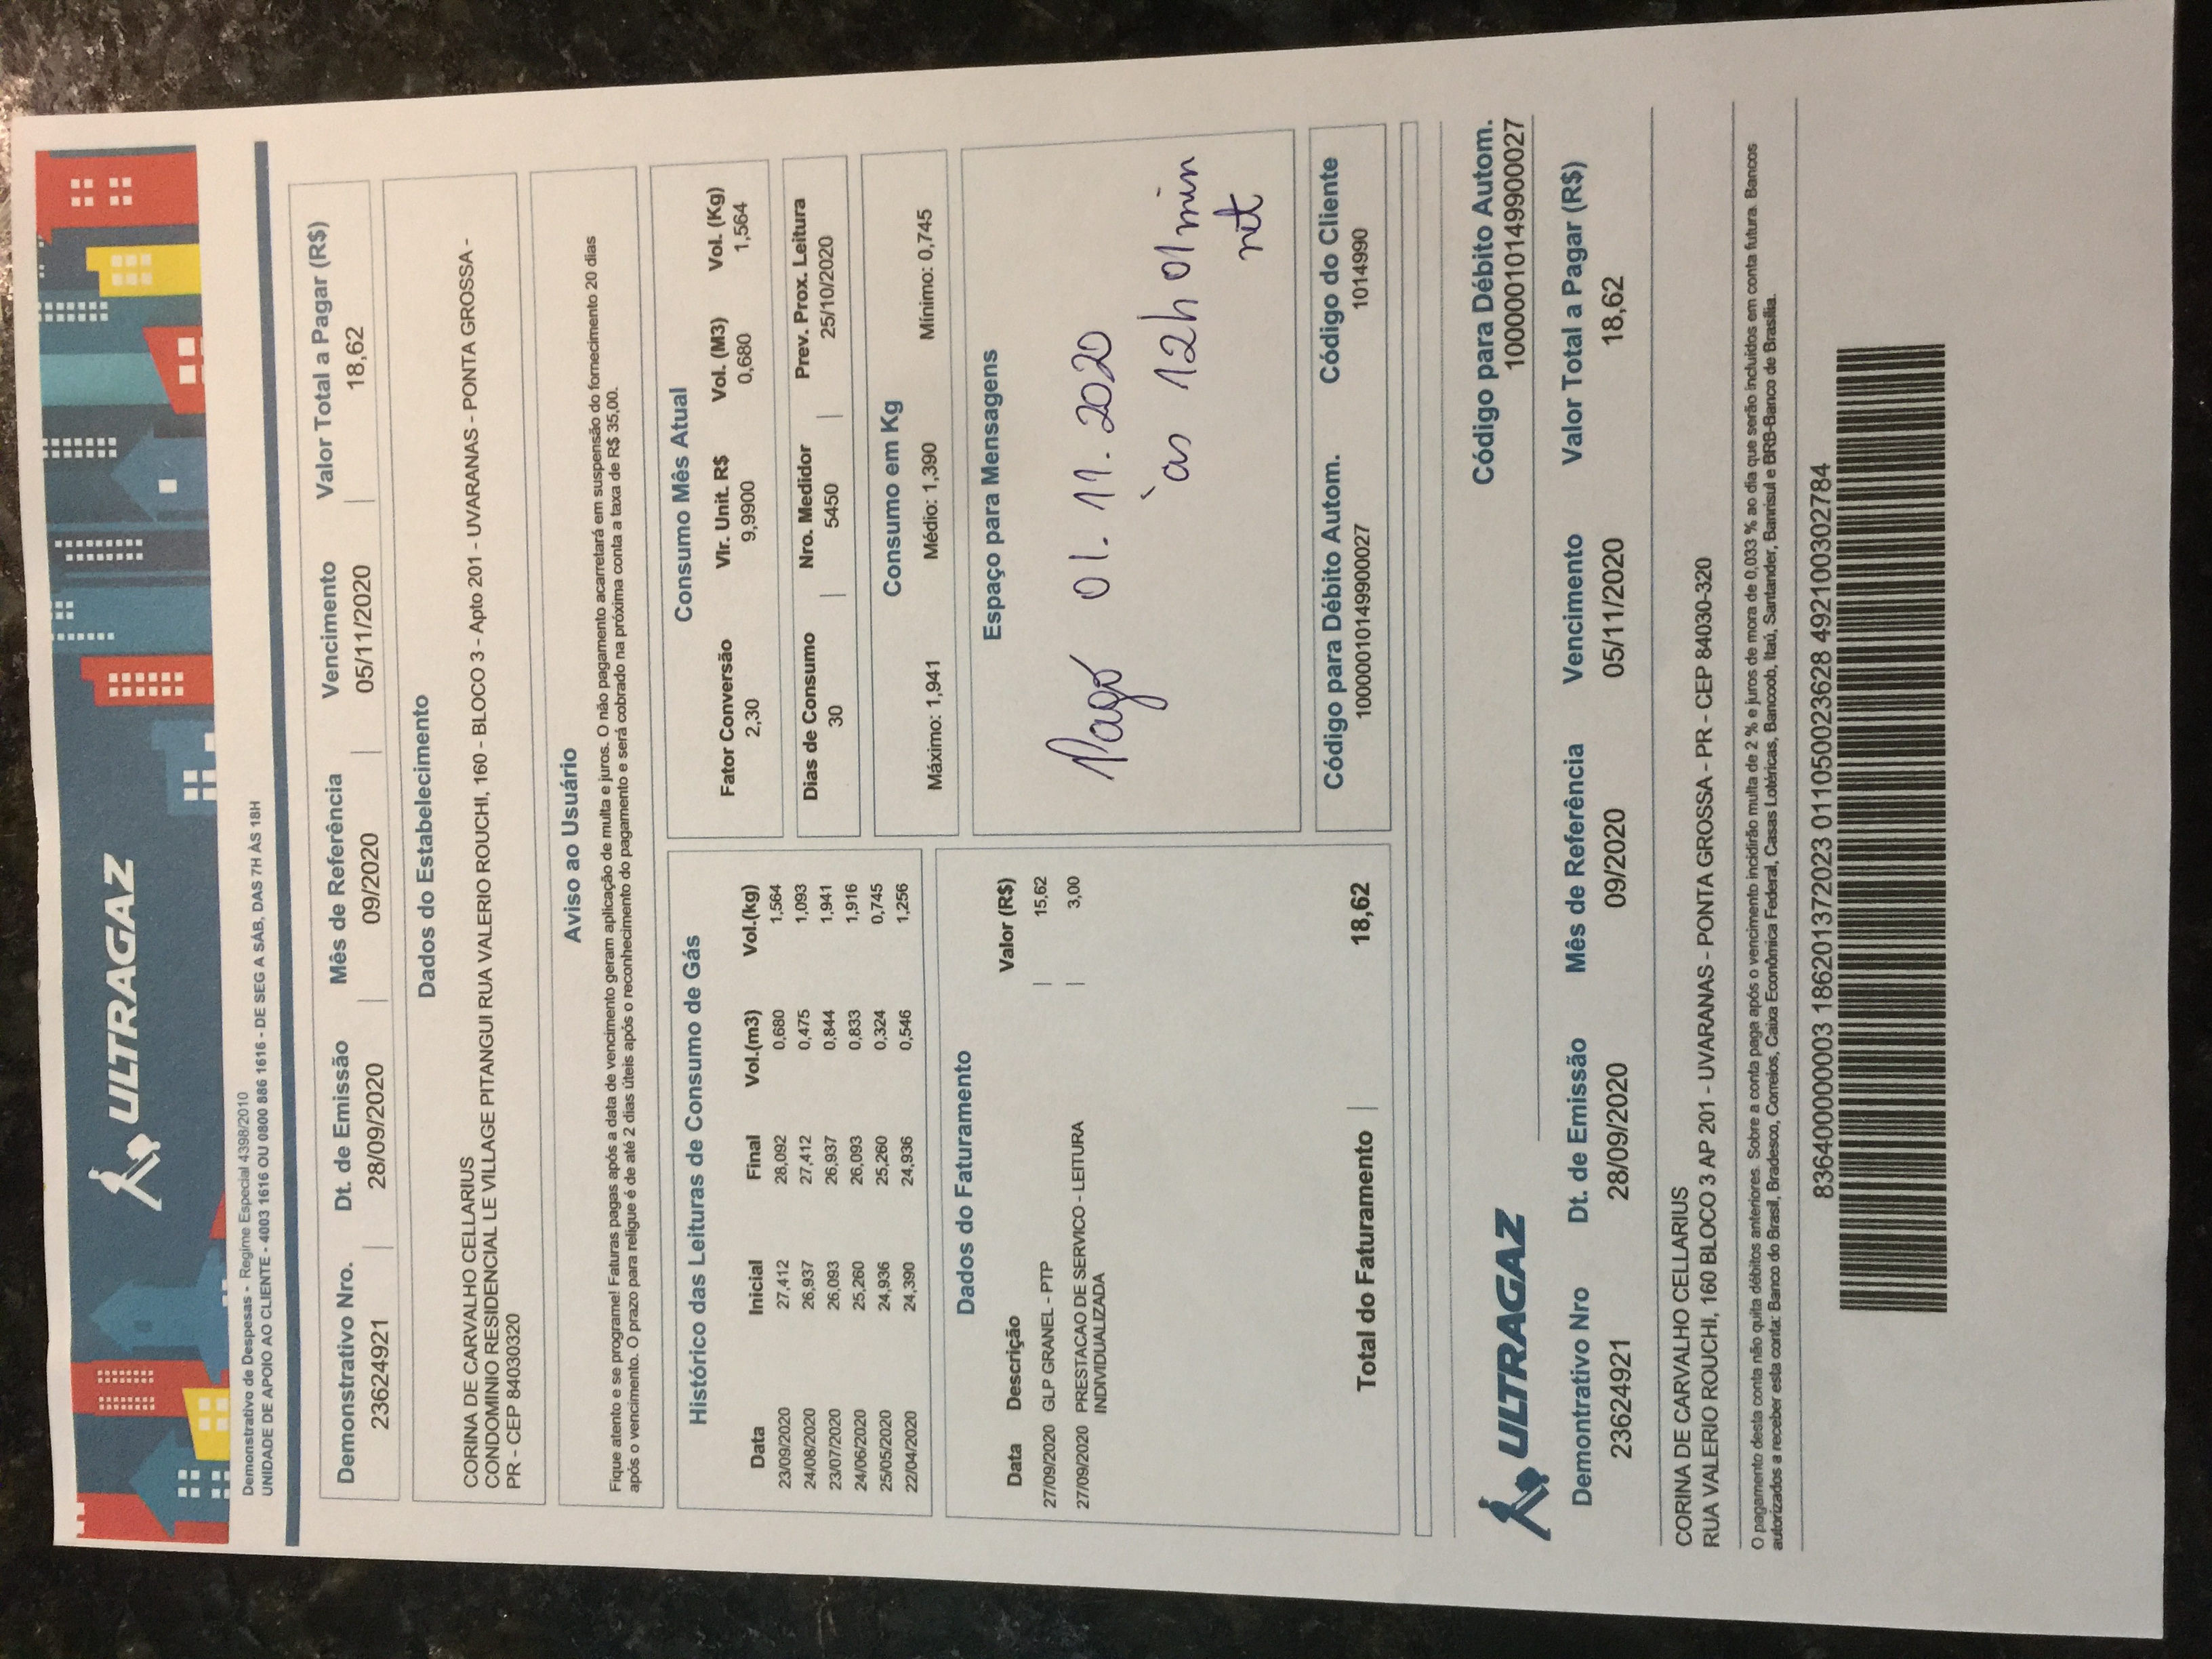 ULTRAGAZ
Demonstrativo de Despesas - Regime Especial 4398/2010
UNIDADE DE APOIO AO CLIENTE - 4003 1616 OU 0800 886 1616 - DE SEG A SÁB, DAS 7H ÀS 18H
Demonstrativo Nro. Dt. de Emissão Mês de Referência Vencimento Valor Total a Pagar (R$)
23624921 28/09/2020 09/2020 05/11/2020 18,62
Dados do Estabelecimento
CORINA DE CARVALHO CELLARIUS
CONDOMINIO RESIDENCIAL LE VILLAGE PITANGUI RUA VALERIO ROUCHI, 160 - BLOCO 3 - Apto 201 - UVARANAS - PONTA GROSSA -
PR - CEP 84030320
Aviso ao Usuário
Fique atento e se programe! Faturas pagas após a data de vencimento geram aplicação de multa e juros. O não pagamento acarretará em suspensão do fornecimento 20 dias
após o vencimento. O prazo para religue é de até 2 dias úteis após o reconhecimento do pagamento e será cobrado na próxima conta a taxa de R$ 35,00.
Histórico das Leituras de Consumo de Gás
Data Inicial Final Vol.(m3) Vol.(kg)
23/09/2020 27,412 28,092 0,680 1,564
24/08/2020 26,937 27,412 0,475 1,093
23/07/2020 26,093 26,937 0,844 1,941
24/06/2020 25,260 26,093 0,833 1,916
25/05/2020 24,936 25,260 0,324 0,745
22/04/2020 24,390 24,936 0,546 1,256
Consumo Mês Atual
Fator Conversão Vlr. Unit. R$ Vol. (M3) Vol. (Kg)
2,30 9,9900 0,680 1,564
Dias de Consumo Nro. Medidor Prev. Prox. Leitura
30 5450 25/10/2020
Consumo em Kg
Máximo: 1,941 Médio: 1,390 Mínimo: 0,745
Dados do Faturamento
Data Descrição Valor (R$)
27/09/2020 GLP GRANEL - PTP 15,62
27/09/2020 PRESTACAO DE SERVICO - LEITURA 3,00
INDIVIDUALIZADA
Total do Faturamento 18,62
Espaço para Mensagens
Pago 01.11.2020
às 12h01min
net
Código para Débito Autom. Código do Cliente
10000010149900027 1014990
ULTRAGAZ
Código para Débito Autom.
10000010149900027
Demontrativo Nro Dt. de Emissão Mês de Referência Vencimento Valor Total a Pagar (R$)
23624921 28/09/2020 09/2020 05/11/2020 18,62
CORINA DE CARVALHO CELLARIUS
RUA VALERIO ROUCHI, 160 BLOCO 3 AP 201 - UVARANAS - PONTA GROSSA - PR - CEP 84030-320
O pagamento desta conta não quita débitos anteriores. Sobre a conta paga após o vencimento incidirão multa de 2 % e juros de mora de 0,033 % ao dia que serão incluídos em conta futura. Bancos
autorizados a receber esta conta: Banco do Brasil, Bradesco, Correios, Caixa Econômica Federal, Casas Lotéricas, Bancoob, Itaú, Santander, Banrisul e BRB-Banco de Brasília.
836400000003 186201372023 011050023628 492100302784